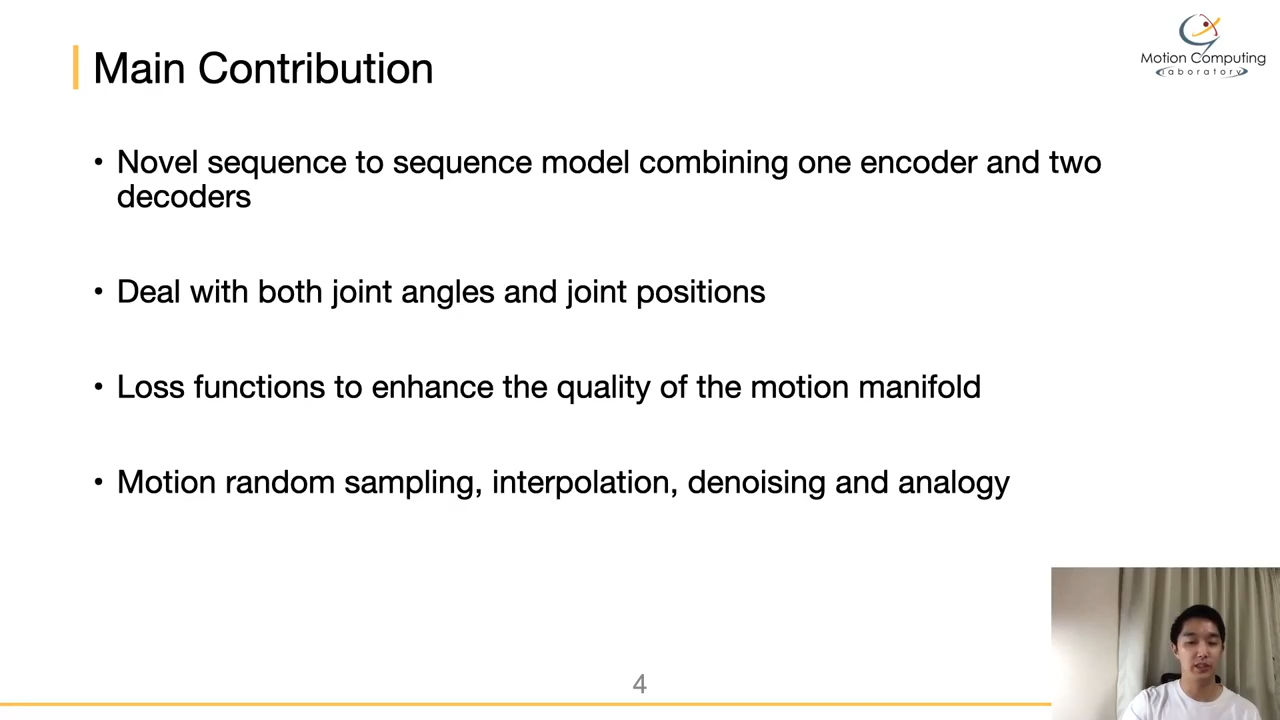 Main Contribution
Motion Computing
laboratory
• Novel sequence to sequence model combining one encoder and two
decoders
• Deal with both joint angles and joint positions
• Loss functions to enhance the quality of the motion manifold
• Motion random sampling, interpolation, denoising and analogy
4